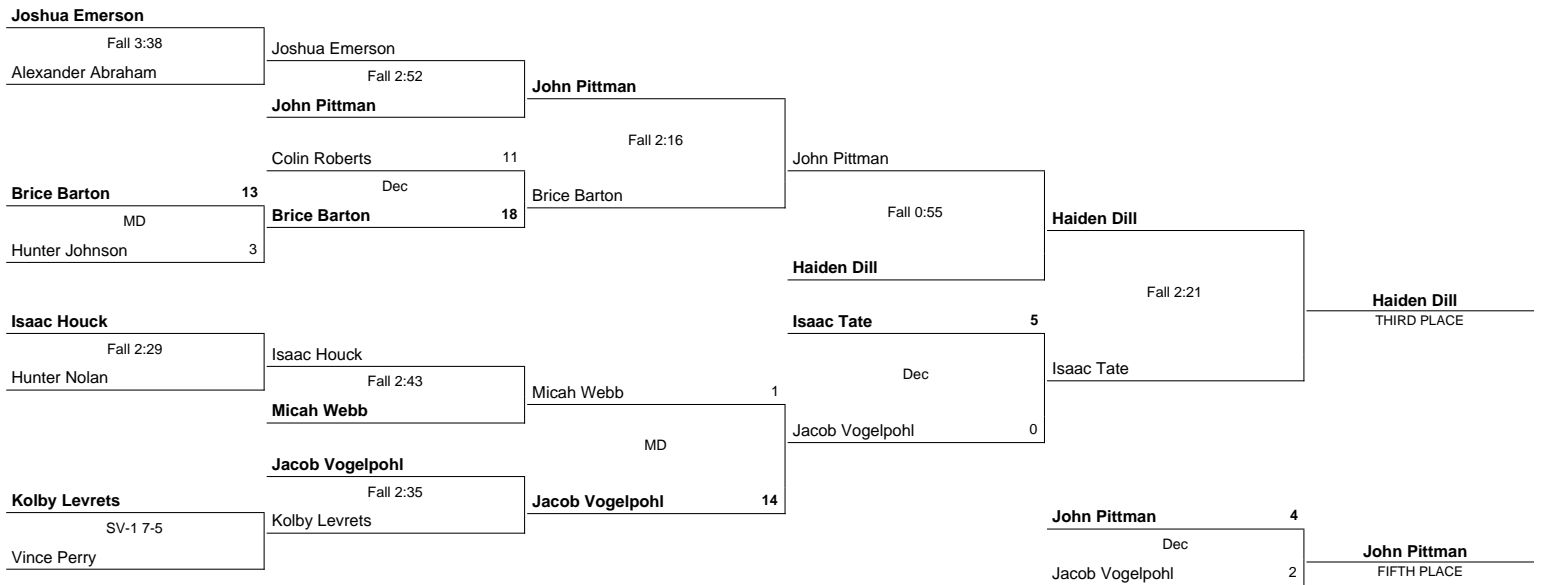 Joshua Emerson
Fall 3:38
Alexander Abraham
Brice Barton 13
MD
Hunter Johnson 3
Isaac Houck
Fall 2:29
Hunter Nolan
Kolby Levrets
SV-1 7-5
Vince Perry
Joshua Emerson
Fall 2:52
John Pittman
Colin Roberts 11
Dec
Brice Barton 18
Isaac Houck
Fall 2:43
Micah Webb
Jacob Vogelpohl
Fall 2:35
Kolby Levrets
John Pittman
Fall 2:16
Brice Barton
Micah Webb 1
MD
Jacob Vogelpohl 14
John Pittman
Fall 0:55
Haiden Dill
Isaac Tate 5
Dec
Jacob Vogelpohl 0
Haiden Dill
Fall 2:21
Isaac Tate
Haiden Dill
THIRD PLACE
John Pittman 4
Dec
Jacob Vogelpohl 2
John Pittman
FIFTH PLACE